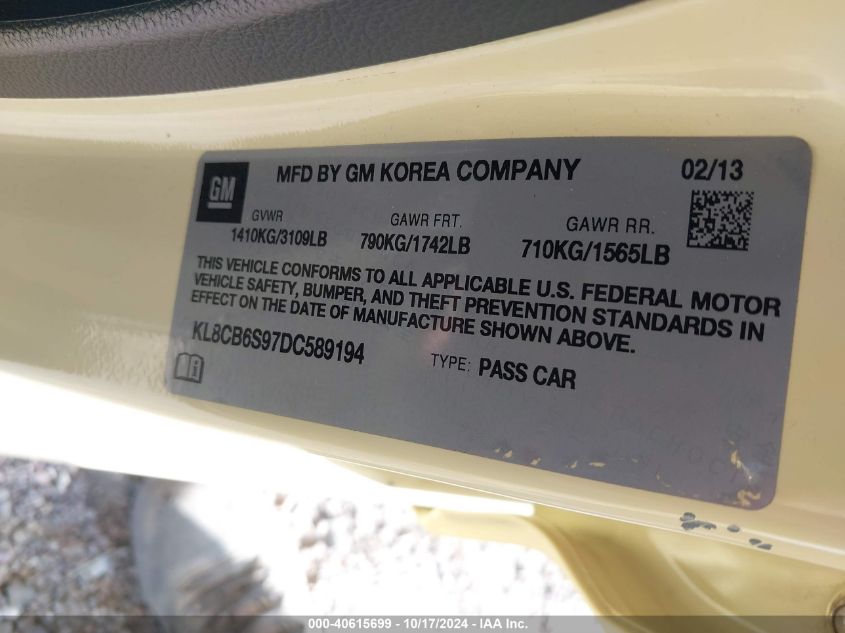 GM
MFD BY GM KOREA COMPANY 02/13
GVWR GAWR FRT. GAWR RR.
1410KG/3109LB 790KG/1742LB 710KG/1565LB
THIS VEHICLE CONFORMS TO ALL APPLICABLE U.S. FEDERAL MOTOR
VEHICLE SAFETY, BUMPER, AND THEFT PREVENTION STANDARDS IN
EFFECT ON THE DATE OF MANUFACTURE SHOWN ABOVE.
KL8CB6S97DC589194 TYPE: PASS CAR
000-40615699 - 10/17/2024 - IAA Inc.